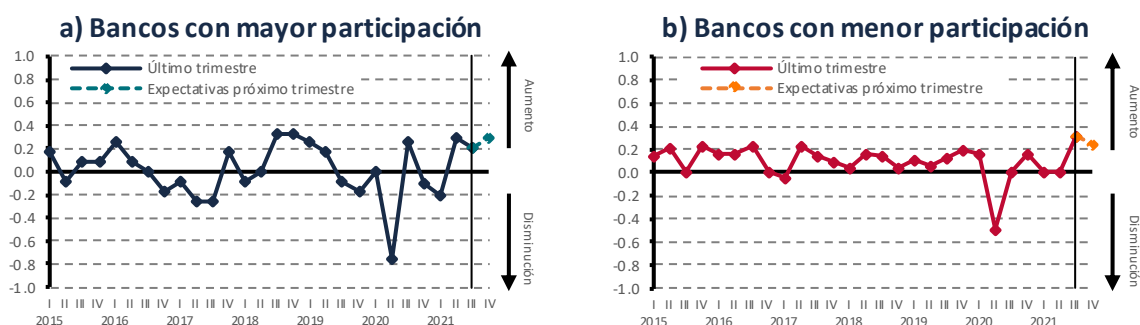 a) Bancos con mayor participación
1.0
0.8
0.6
0.4
0.2
0.0
-0.2
-0.4
-0.6
-0.8
-1.0
Último trimestre
Expectativas próximo trimestre
Aumento
Disminución
I II III IV I II III IV I II III IV I II III IV I II III IV I II III IV I II III IV
2015 2016 2017 2018 2019 2020 2021
b) Bancos con menor participación
1.0
0.8
0.6
0.4
0.2
0.0
-0.2
-0.4
-0.6
-0.8
-1.0
Último trimestre
Expectativas próximo trimestre
Aumento
Disminución
I II III IV I II III IV I II III IV I II III IV I II III IV I II III IV I II III IV
2015 2016 2017 2018 2019 2020 2021